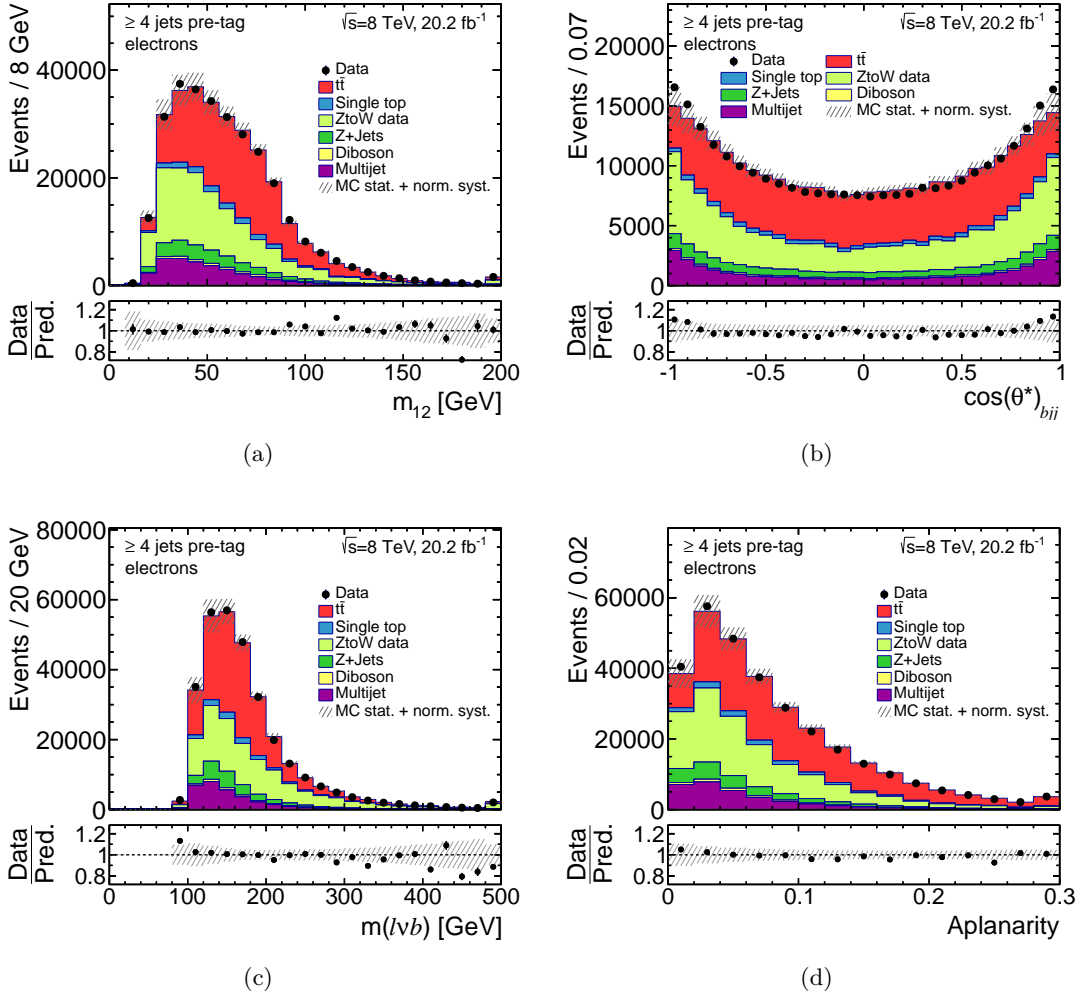 ≥ 4 jets pre-tag
√s=8 TeV, 20.2 fb⁻¹
electrons
Data
tt̄
Single top
ZtoW data
Z+Jets
Diboson
Multijet
MC stat. + norm. syst.
Events / 8 GeV
40000
20000
0
Data
Pred.
1.2
1
0.8
0 50 100 150 200
m₁₂ [GeV]
(a)
≥ 4 jets pre-tag
√s=8 TeV, 20.2 fb⁻¹
electrons
Data tt̄
Single top ZtoW data
Z+Jets Diboson
Multijet MC stat. + norm. syst.
Events / 0.07
20000
15000
10000
5000
0
Data
Pred.
1.2
1
0.8
-1 -0.5 0 0.5 1
cos(θ*)bjj
(b)
≥ 4 jets pre-tag
√s=8 TeV, 20.2 fb⁻¹
electrons
Data
tt̄
Single top
ZtoW data
Z+Jets
Diboson
Multijet
MC stat. + norm. syst.
Events / 20 GeV
80000
60000
40000
20000
0
Data
Pred.
1.2
1
0.8
0 100 200 300 400 500
m(lνb) [GeV]
(c)
≥ 4 jets pre-tag
√s=8 TeV, 20.2 fb⁻¹
electrons
Data
tt̄
Single top
ZtoW data
Z+Jets
Diboson
Multijet
MC stat. + norm. syst.
Events / 0.02
60000
40000
20000
0
Data
Pred.
1.2
1
0.8
0 0.1 0.2 0.3
Aplanarity
(d)